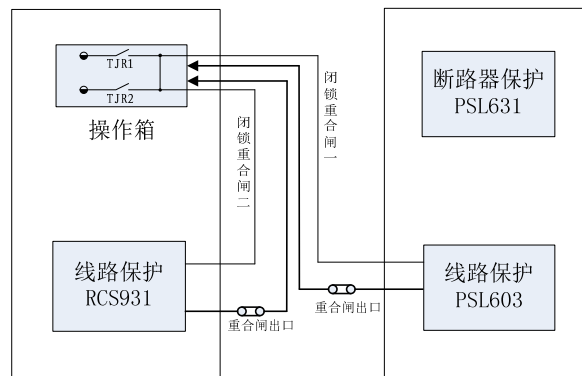 TJR1
TJR2
操作箱
闭锁重合闸二
闭锁重合闸一
断路器保护
PSL631
线路保护
RCS931
重合闸出口
线路保护
PSL603
重合闸出口